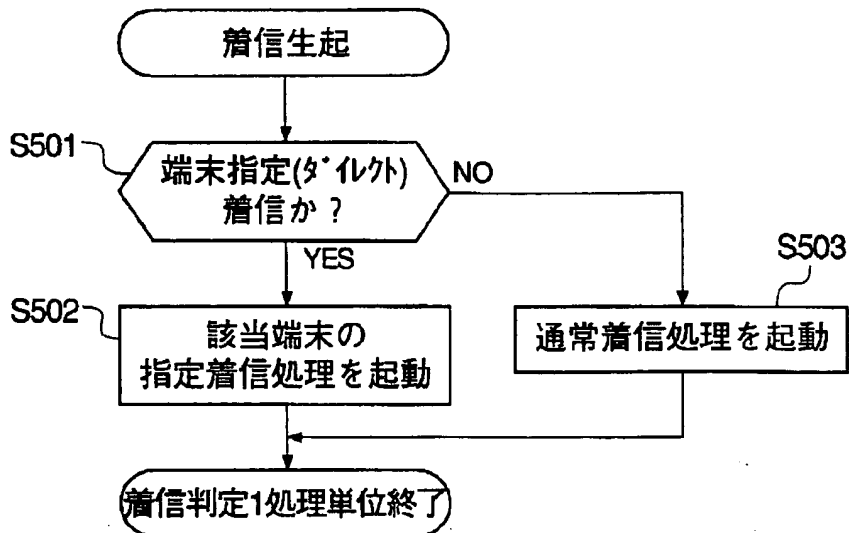 着信生起
S501
端末指定(ダイレクト)
着信か?
NO
YES
S503
S502
該当端末の
指定着信処理を起動
通常着信処理を起動
着信判定1処理単位終了